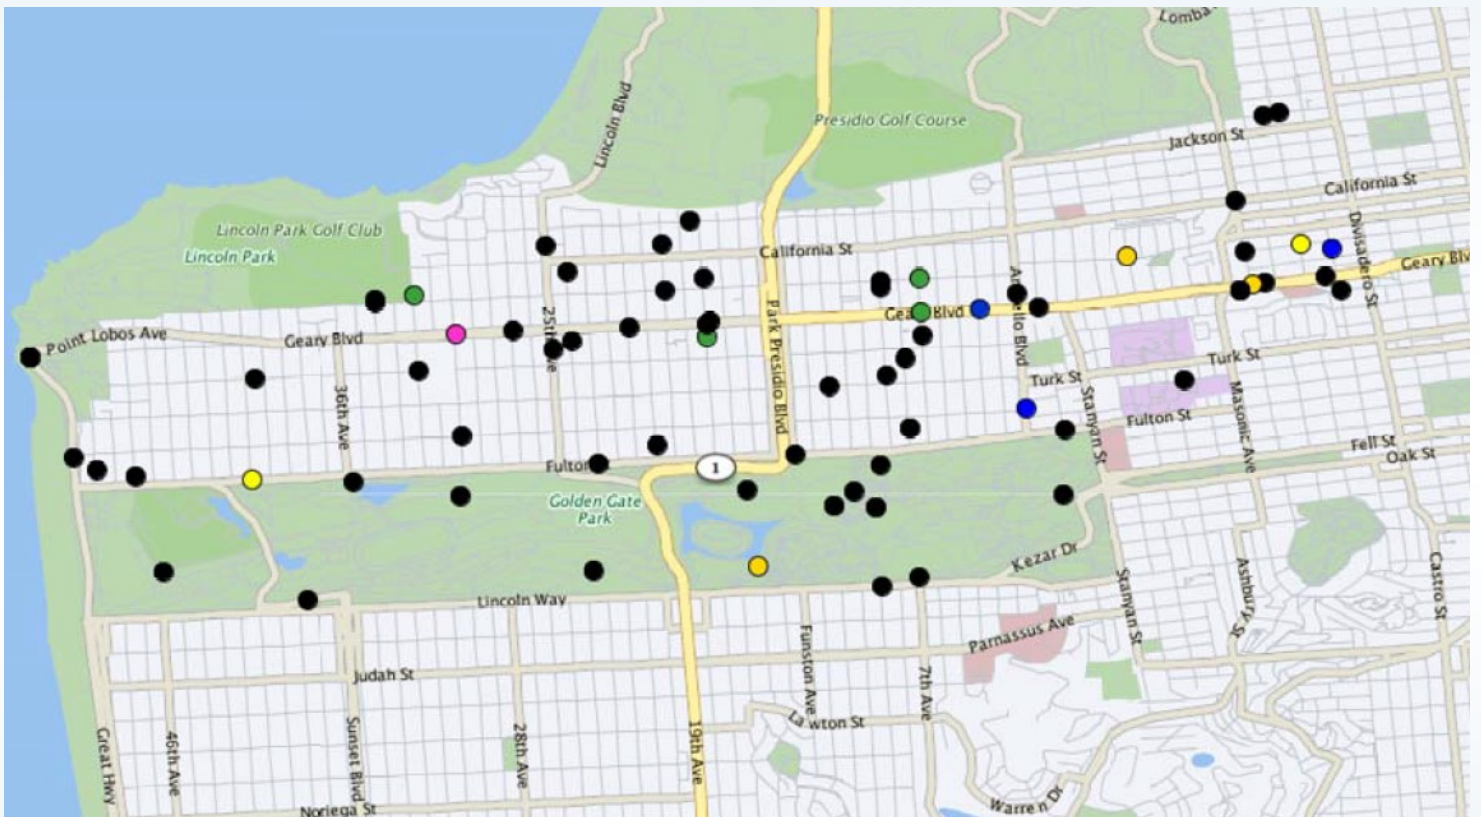 Lomba
Lincoln Blvd
Presidio Golf Course
Jackson St
California St
Lincoln Park Golf Club
Lincoln Park
California St
Divisadero St
Geary Blv
25th Ave
Park Presidio Blvd
Point Lobos Ave
Geary Blvd
Blvd
llo Blvd
36th Ave
Turk St
Turk St
Stanyan St
Masonic Ave
Fulton St
Fell St
Oak St
Fulton
1
Golden Gate
Park
Kezar Dr
Lincoln Way
Stanyan St
Ashbury St
Castro St
Funston Ave
Parnassus Ave
Judah St
7th Ave
Lawton St
Great Hwy
46th Ave
Sunset Blvd
28th Ave
19th Ave
Warren Dr
Noriega St